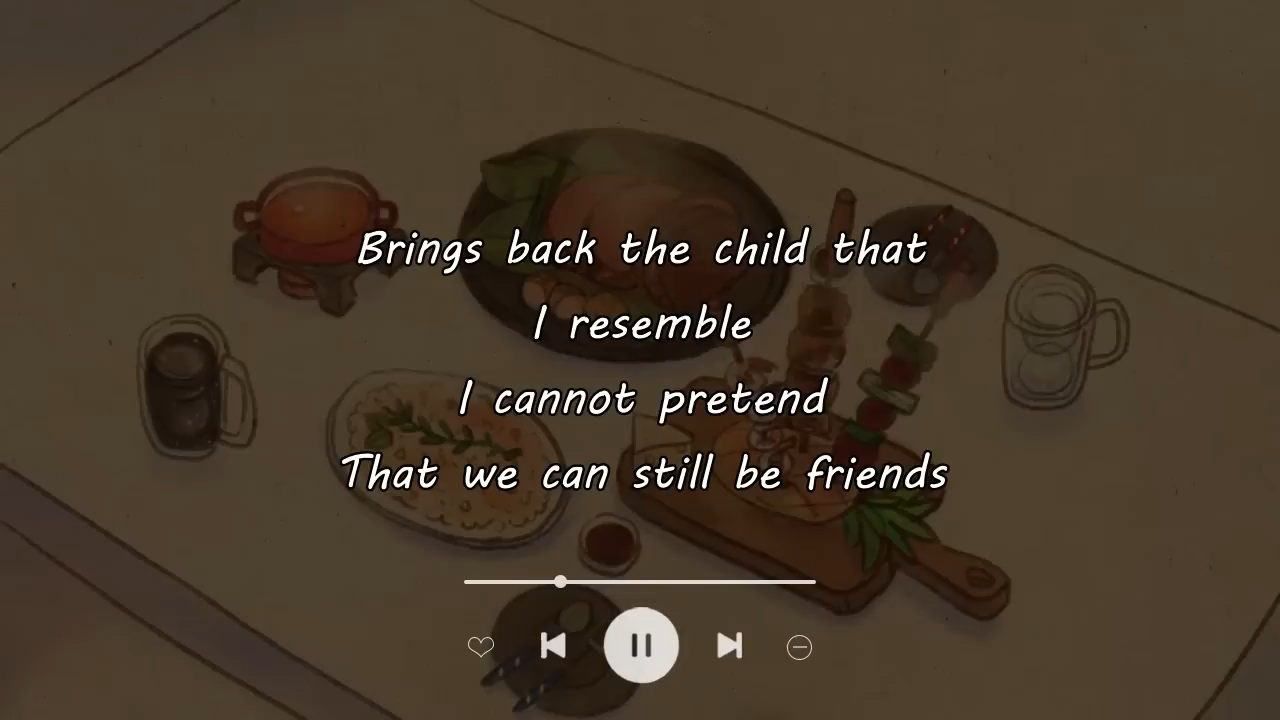 Brings back the child that
I resemble
I cannot pretend
That we can still be friends